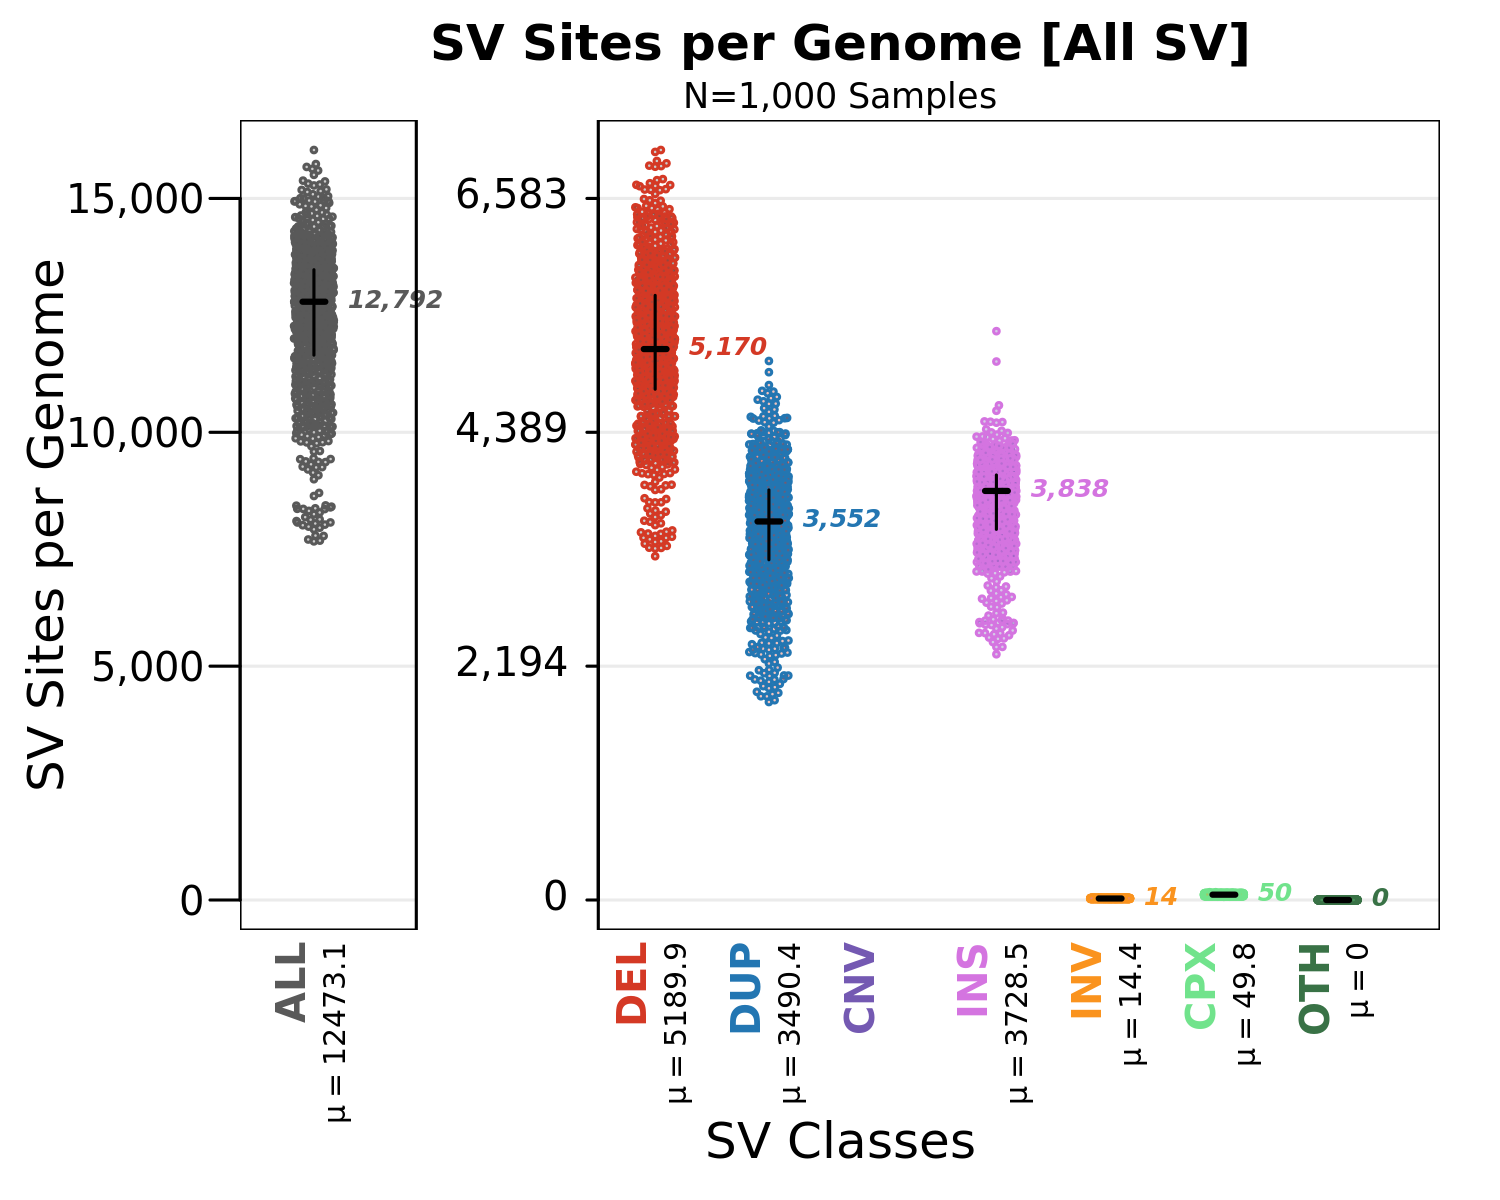 SV Sites per Genome [All SV]
N=1,000 Samples
SV Sites per Genome
15,000
10,000
5,000
0
12,792
6,583
4,389
2,194
0
5,170
3,552
3,838
14
50
0
ALL
µ = 12473.1
DEL
µ = 5189.9
DUP
µ = 3490.4
CNV
INS
µ = 3728.5
INV
µ = 14.4
CPX
µ = 49.8
OTH
µ = 0
SV Classes